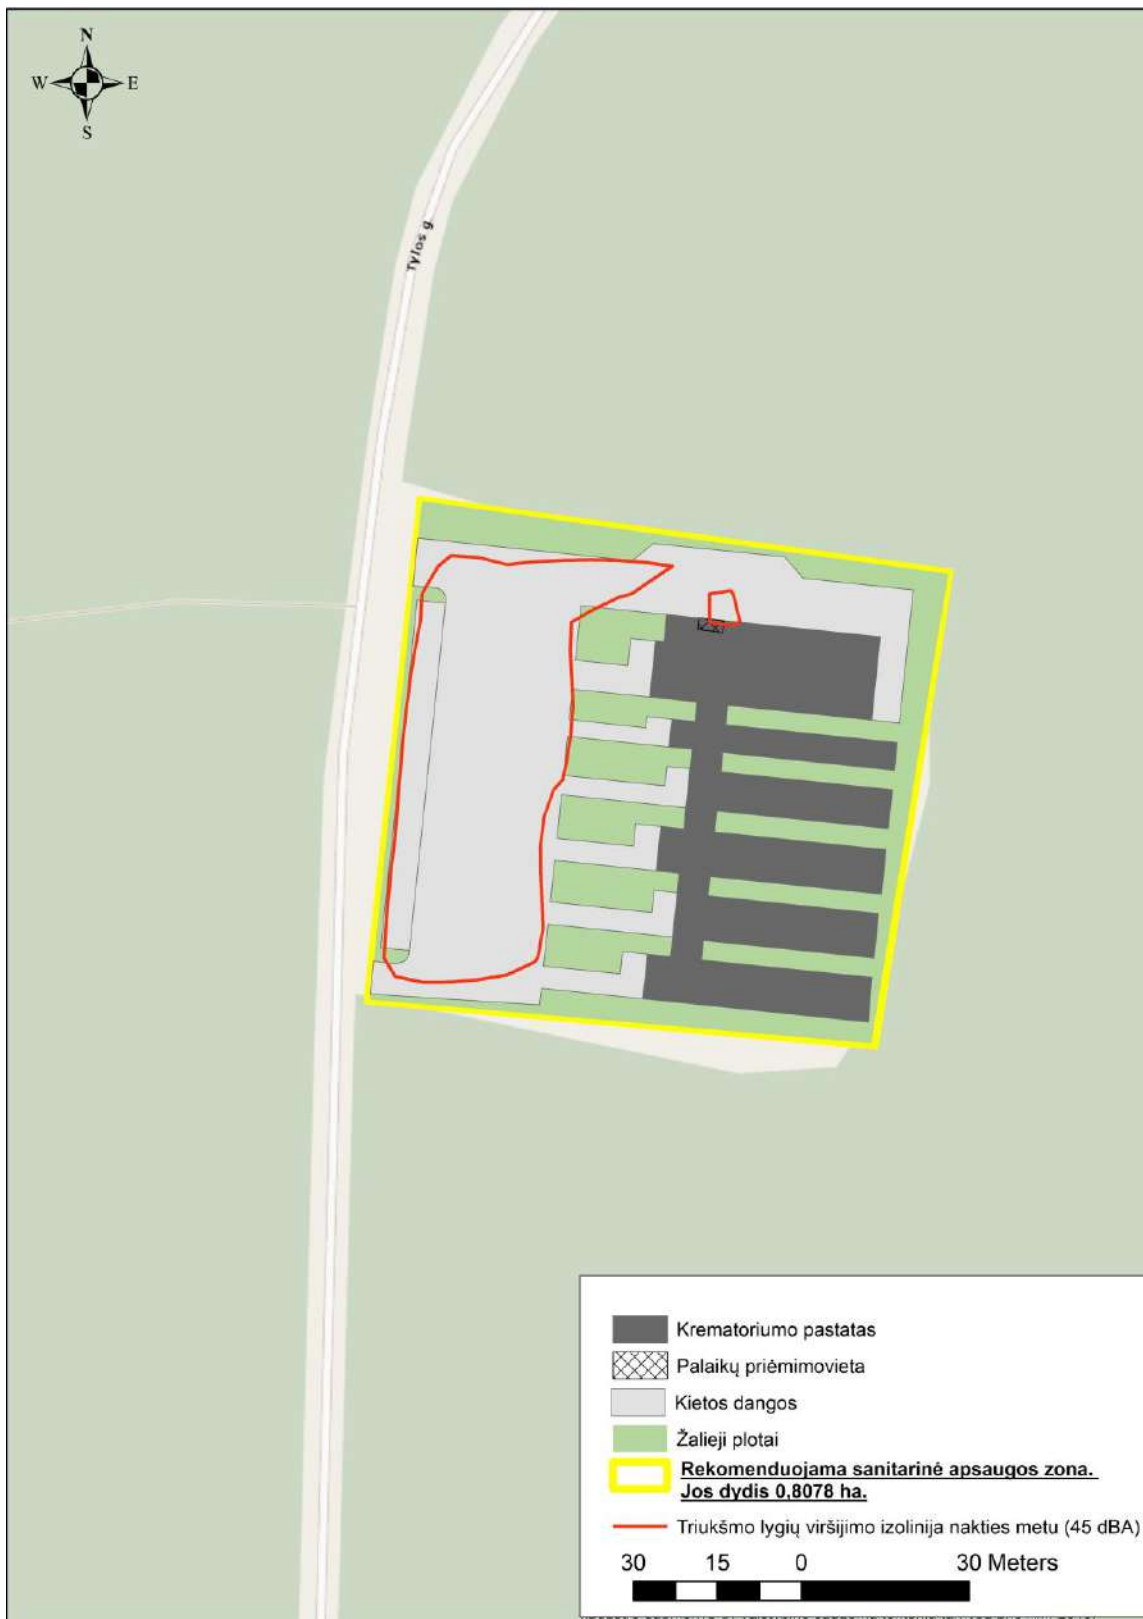 N
W E
S
Tylos g.
Krematoriumo pastatas
Palaikų priėmimovieta
Kietos dangos
Žalieji plotai
Rekomenduojama sanitarinė apsaugos zona.
Jos dydis 0,8078 ha.
Triukšmo lygių viršijimo izolinija nakties metu (45 dBA)
30 15 0 30 Meters